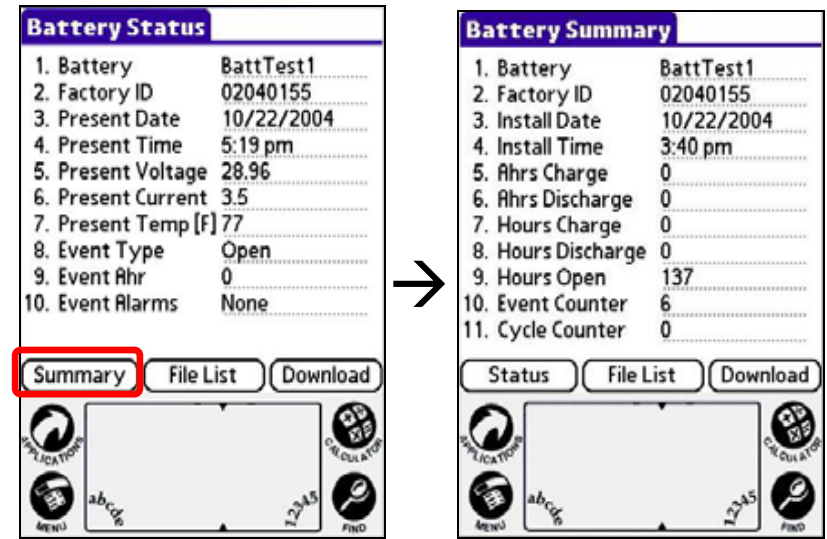 Battery Status
1. Battery BattTest1
2. Factory ID 02040155
3. Present Date 10/22/2004
4. Present Time 5:19 pm
5. Present Voltage 28.96
6. Present Current 3.5
7. Present Temp [F] 77
8. Event Type Open
9. Event Ahr 0
10. Event Alarms None
Summary File List Download
APPLICATIONS CALCULATOR
MENU abcde 12345 FIND
→
Battery Summary
1. Battery BattTest1
2. Factory ID 02040155
3. Install Date 10/22/2004
4. Install Time 3:40 pm
5. Ahrs Charge 0
6. Ahrs Discharge 0
7. Hours Charge 0
8. Hours Discharge 0
9. Hours Open 137
10. Event Counter 6
11. Cycle Counter 0
Status File List Download
APPLICATIONS CALCULATOR
MENU abcde 12345 FIND